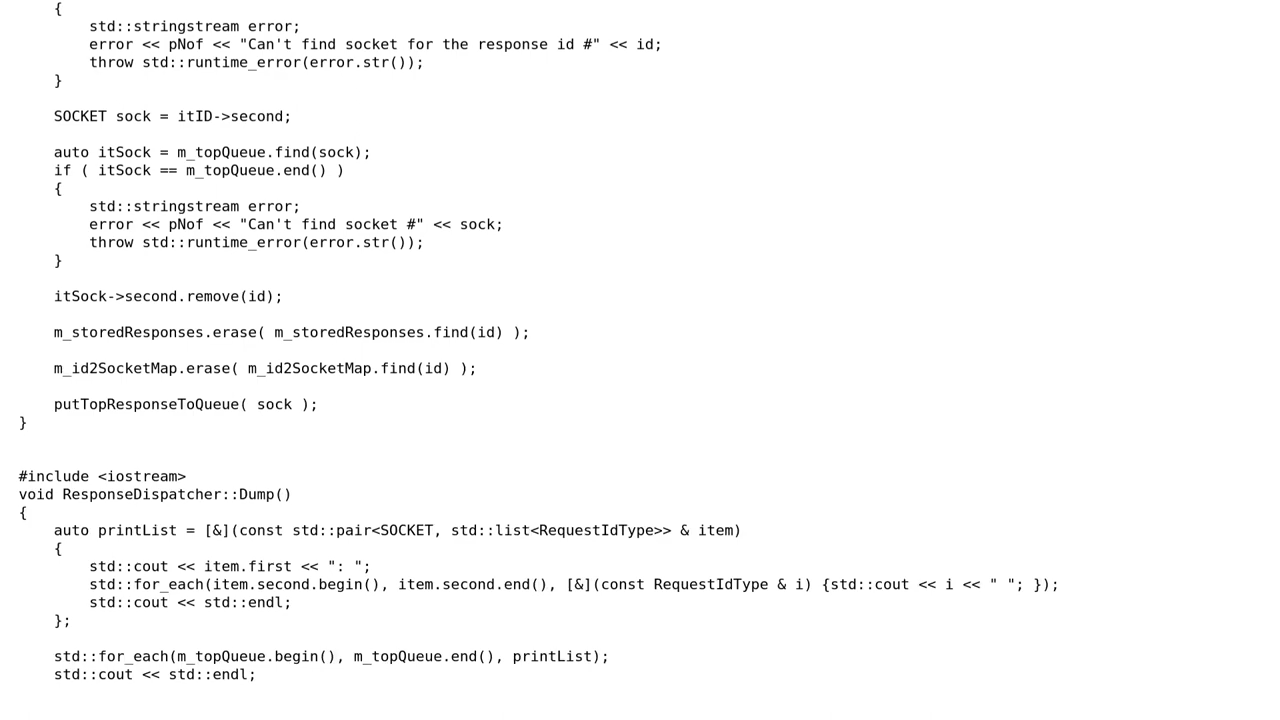 {
        std::stringstream error;
        error << pNof << "Can't find socket for the response id #" << id;
        throw std::runtime_error(error.str());
    }

    SOCKET sock = itID->second;

    auto itSock = m_topQueue.find(sock);
    if ( itSock == m_topQueue.end() )
    {
        std::stringstream error;
        error << pNof << "Can't find socket #" << sock;
        throw std::runtime_error(error.str());
    }

    itSock->second.remove(id);

    m_storedResponses.erase( m_storedResponses.find(id) );

    m_id2SocketMap.erase( m_id2SocketMap.find(id) );

    putTopResponseToQueue( sock );
}


#include <iostream>
void ResponseDispatcher::Dump()
{
    auto printList = [&](const std::pair<SOCKET, std::list<RequestIdType>> & item)
    {
        std::cout << item.first << ": ";
        std::for_each(item.second.begin(), item.second.end(), [&](const RequestIdType & i) {std::cout << i << " "; });
        std::cout << std::endl;
    };

    std::for_each(m_topQueue.begin(), m_topQueue.end(), printList);
    std::cout << std::endl;